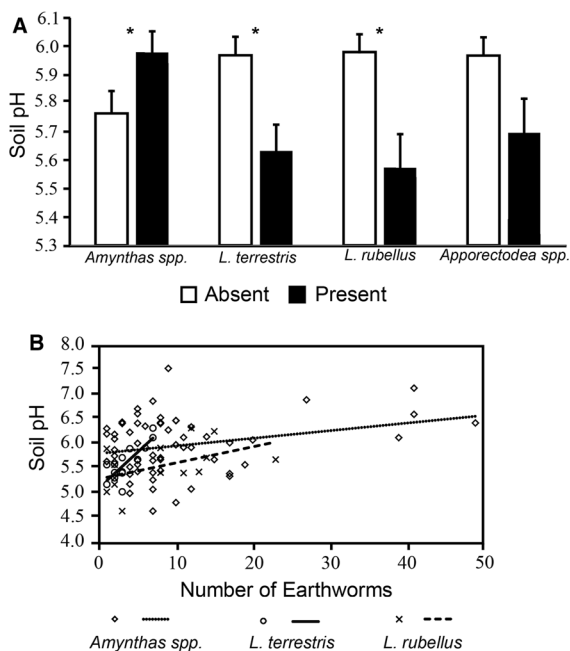 A
6.1
6.0
5.9
5.8
5.7
5.6
5.5
5.4
5.3
Soil pH
* * *
Amynthas spp. L. terrestris L. rubellus Apporectodea spp.
Absent Present
B
8.0
7.5
7.0
6.5
6.0
5.5
5.0
4.5
4.0
Soil pH
0 10 20 30 40 50
Number of Earthworms
Amynthas spp. L. terrestris L. rubellus